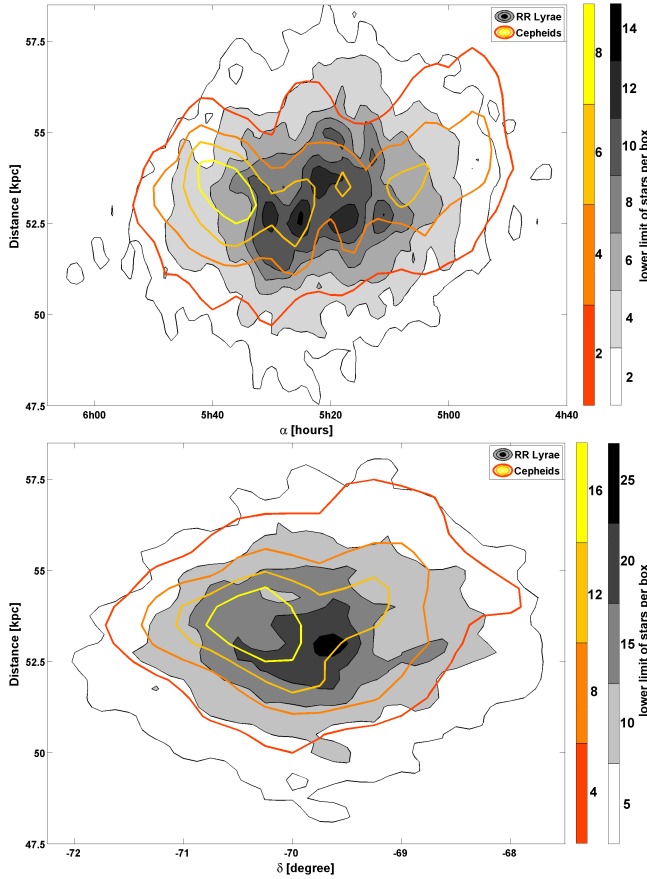 57.5
55
52.5
50
47.5
Distance [kpc]
6h00
5h40
5h20
5h00
4h40
α [hours]
RR Lyrae
Cepheids
8
6
4
2
14
12
10
8
6
4
2
lower limit of stars per box
57.5
55
52.5
50
47.5
Distance [kpc]
-72
-71
-70
-69
-68
δ [degree]
RR Lyrae
Cepheids
16
12
8
4
25
20
15
10
5
lower limit of stars per box